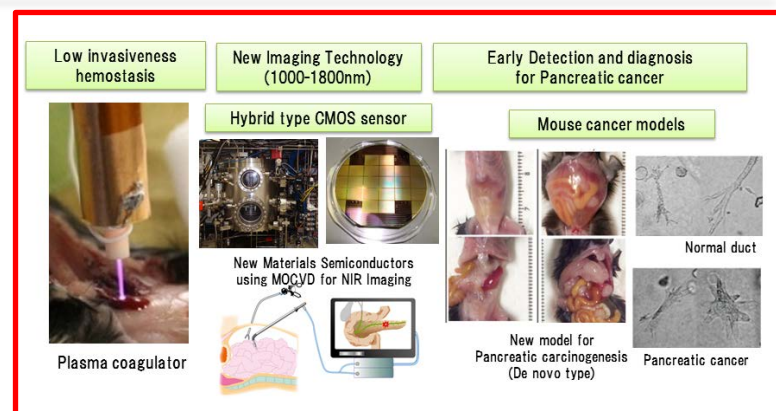 Low invasiveness
hemostasis
New Imaging Technology
(1000-1800nm)
Early Detection and diagnosis
for Pancreatic cancer
Hybrid type CMOS sensor
Mouse cancer models
New Materials Semiconductors
using MOCVD for NIR Imaging
Normal duct
Plasma coagulator
New model for
Pancreatic carcinogenesis
(De novo type)
Pancreatic cancer